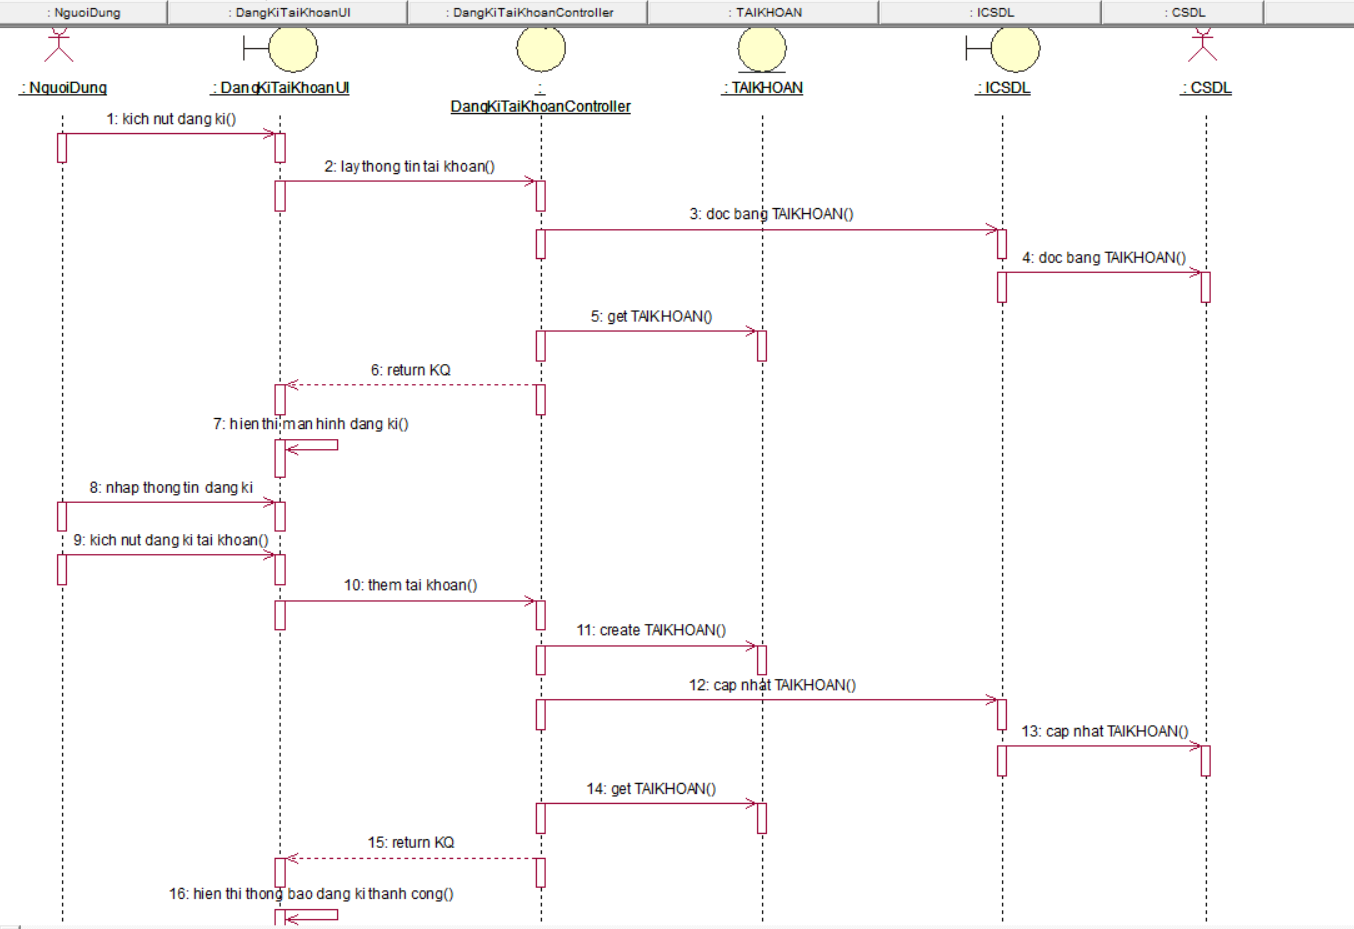 : NguoiDung
: DangKiTaiKhoanUI
: DangKiTaiKhoanController
: TAIKHOAN
: ICSDL
: CSDL
: NguoiDung
: DangKiTaiKhoanUI
:
DangKiTaiKhoanController
: TAIKHOAN
: ICSDL
: CSDL
1: kich nut dang ki()
2: lay thong tin tai khoan()
3: doc bang TAIKHOAN()
4: doc bang TAIKHOAN()
5: get TAIKHOAN()
6: return KQ
7: hien thi man hinh dang ki()
8: nhap thong tin dang ki
9: kich nut dang ki tai khoan()
10: them tai khoan()
11: create TAIKHOAN()
12: cap nhat TAIKHOAN()
13: cap nhat TAIKHOAN()
14: get TAIKHOAN()
15: return KQ
16: hien thi thong bao dang ki thanh cong()